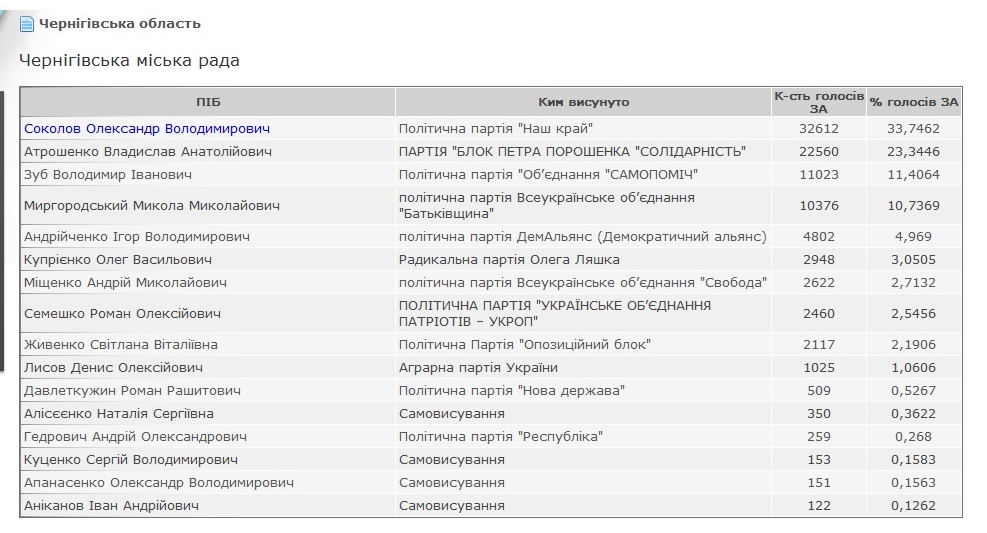 Чернігівська область
Чернігівська міська рада
ПІБ Ким висунуто К-сть голосів ЗА % голосів ЗА
Соколов Олександр Володимирович Політична партія "Наш край" 32612 33,7462
Атрошенко Владислав Анатолійович ПАРТІЯ "БЛОК ПЕТРА ПОРОШЕНКА "СОЛІДАРНІСТЬ" 22560 23,3446
Зуб Володимир Іванович Політична партія "Об’єднання "САМОПОМІЧ" 11023 11,4064
Миргородський Микола Миколайович політична партія Всеукраїнське об’єднання "Батьківщина" 10376 10,7369
Андрійченко Ігор Володимирович політична партія ДемАльянс (Демократичний альянс) 4802 4,969
Купрієнко Олег Васильович Радикальна партія Олега Ляшка 2948 3,0505
Міщенко Андрій Миколайович політична партія Всеукраїнське об’єднання "Свобода" 2622 2,7132
Семешко Роман Олексійович ПОЛІТИЧНА ПАРТІЯ "УКРАЇНСЬКЕ ОБ’ЄДНАННЯ ПАТРІОТІВ – УКРОП" 2460 2,5456
Живенко Світлана Віталіївна Політична Партія "Опозиційний блок" 2117 2,1906
Лисов Денис Олексійович Аграрна партія України 1025 1,0606
Давлеткужин Роман Рашитович Політична партія "Нова держава" 509 0,5267
Алісєєнко Наталія Сергіївна Самовисування 350 0,3622
Гедрович Андрій Олександрович Політична партія "Республіка" 259 0,268
Куценко Сергій Володимирович Самовисування 153 0,1583
Апанасенко Олександр Володимирович Самовисування 151 0,1563
Аніканов Іван Андрійович Самовисування 122 0,1262